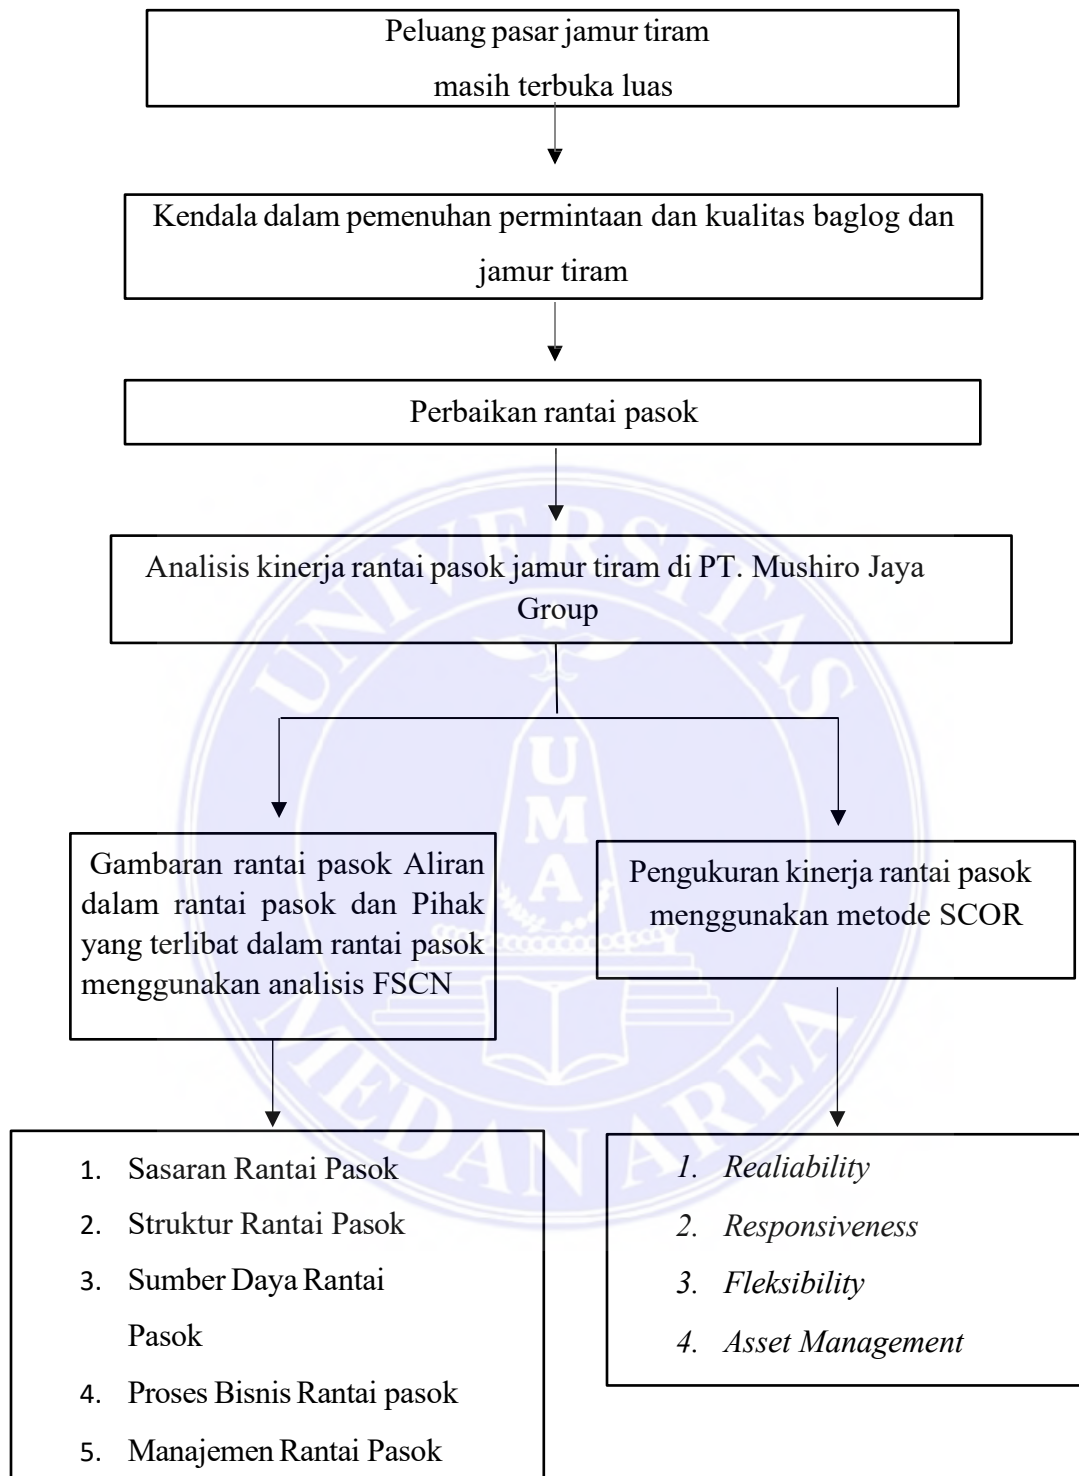 Peluang pasar jamur tiram
masih terbuka luas
Kendala dalam pemenuhan permintaan dan kualitas baglog dan
jamur tiram
Perbaikan rantai pasok
Analisis kinerja rantai pasok jamur tiram di PT. Mushiro Jaya
Group
UNIVERSITAS
UMA
MEDAN AREA
Gambaran rantai pasok Aliran
dalam rantai pasok dan Pihak
yang terlibat dalam rantai pasok
menggunakan analisis FSCN
Pengukuran kinerja rantai pasok
menggunakan metode SCOR
1. Sasaran Rantai Pasok
2. Struktur Rantai Pasok
3. Sumber Daya Rantai
Pasok
4. Proses Bisnis Rantai pasok
5. Manajemen Rantai Pasok
1. Realiability
2. Responsiveness
3. Fleksibility
4. Asset Management